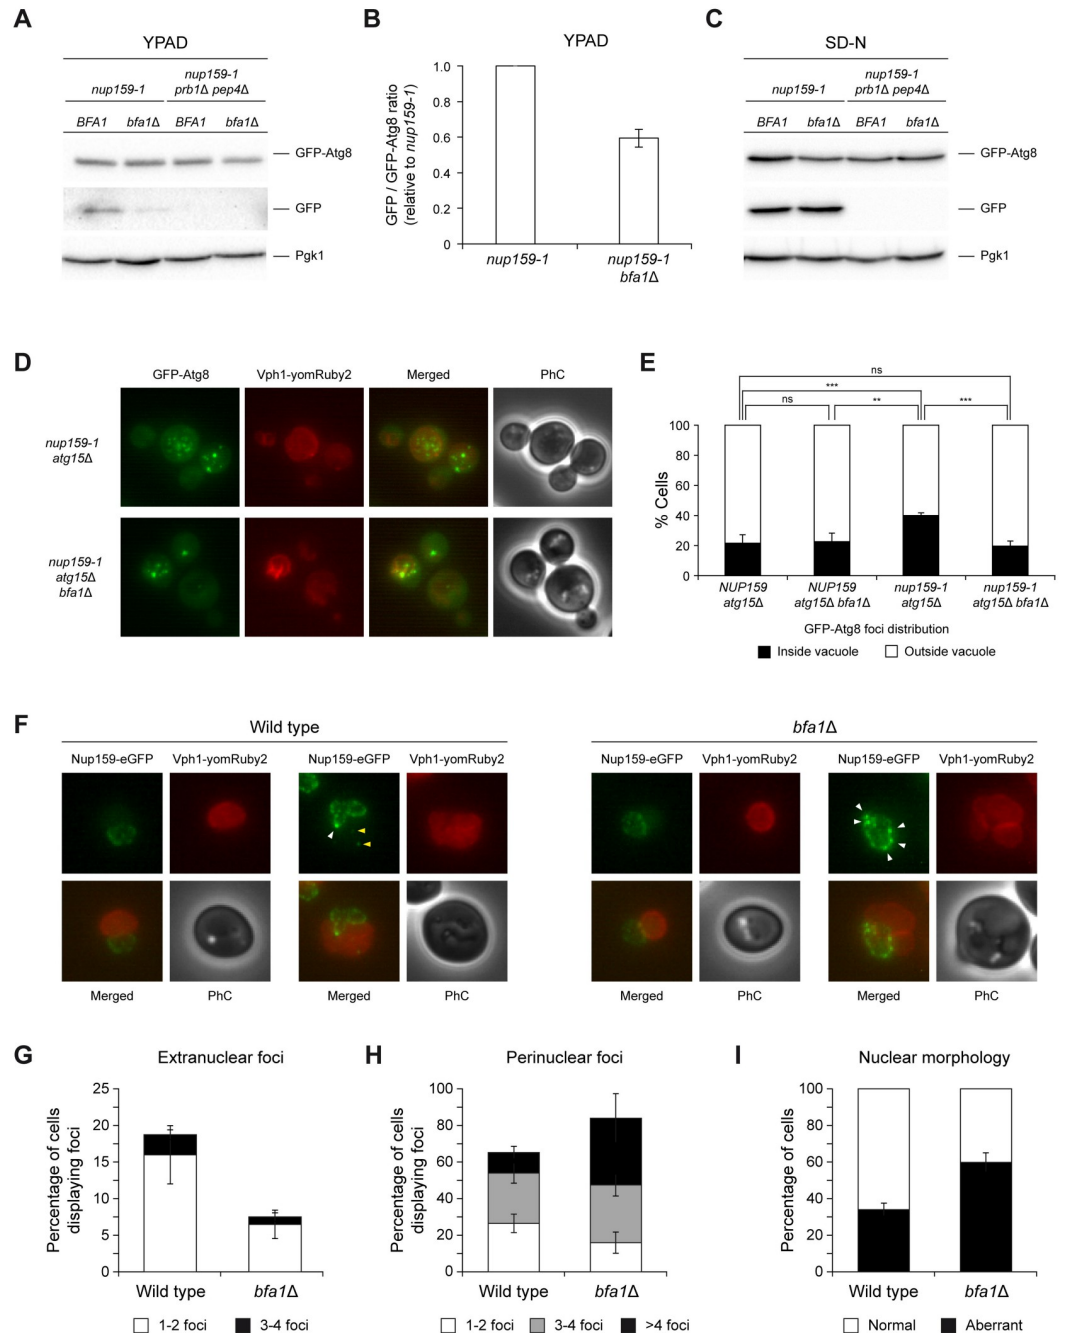 A
YPAD
nup159-1
nup159-1
prb1Δ pep4Δ
BFA1 bfa1Δ BFA1 bfa1Δ
GFP-Atg8
GFP
Pgk1
B
YPAD
GFP / GFP-Atg8 ratio
(relative to nup159-1)
1.0
0.8
0.6
0.4
0.2
0
nup159-1
nup159-1
bfa1Δ
C
SD-N
nup159-1
nup159-1
prb1Δ pep4Δ
BFA1 bfa1Δ BFA1 bfa1Δ
GFP-Atg8
GFP
Pgk1
D
GFP-Atg8 Vph1-yomRuby2 Merged PhC
nup159-1
atg15Δ
nup159-1
atg15Δ
bfa1Δ
E
ns
***
ns ** ***
% Cells
100
80
60
40
20
0
NUP159
atg15Δ
NUP159
atg15Δ bfa1Δ
nup159-1
atg15Δ
nup159-1
atg15Δ bfa1Δ
GFP-Atg8 foci distribution
Inside vacuole Outside vacuole
F
Wild type
Nup159-eGFP Vph1-yomRuby2 Nup159-eGFP Vph1-yomRuby2
Merged PhC Merged PhC
bfa1Δ
Nup159-eGFP Vph1-yomRuby2 Nup159-eGFP Vph1-yomRuby2
Merged PhC Merged PhC
G
Extranuclear foci
Percentage of cells
displaying foci
25
20
15
10
5
0
Wild type bfa1Δ
1-2 foci 3-4 foci
H
Perinuclear foci
Percentage of cells
displaying foci
100
80
60
40
20
0
Wild type bfa1Δ
1-2 foci 3-4 foci >4 foci
I
Nuclear morphology
Percentage of cells
100
80
60
40
20
0
Wild type bfa1Δ
Normal Aberrant